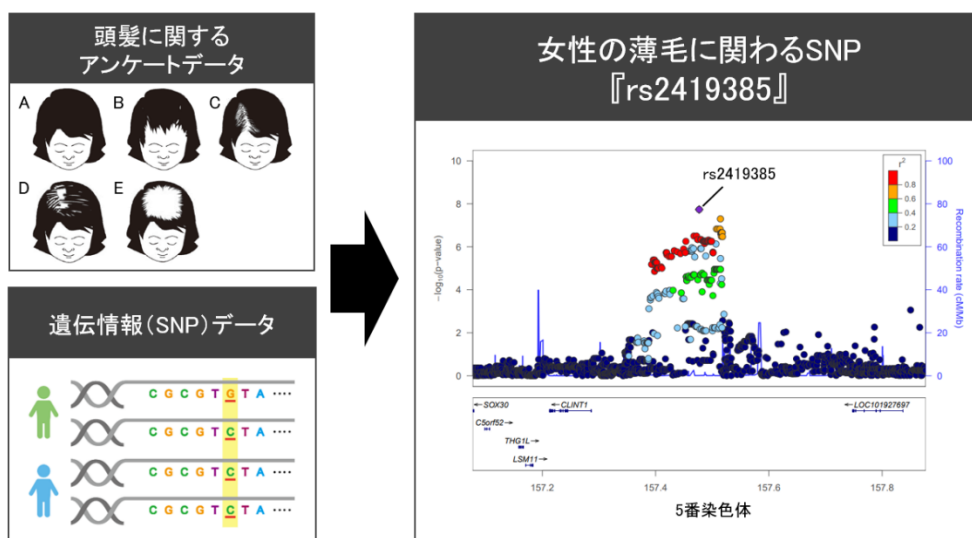 頭髪に関する
アンケートデータ
A B C
D E
遺伝情報(SNP)データ
C G C G T G T A ····
C G C G T C T A ····
C G C G T C T A ····
C G C G T C T A ····
女性の薄毛に関わるSNP
『rs2419385』
rs2419385
r²
0.8
0.6
0.4
0.2
10
8
6
4
2
0
-log₁₀(p-value)
100
80
60
40
20
0
Recombination rate (cM/Mb)
←SOX30
←CLINT1
←LOC101927697
C5orf52→
THG1L→
LSM11→
157.2 157.4 157.6 157.8
5番染色体